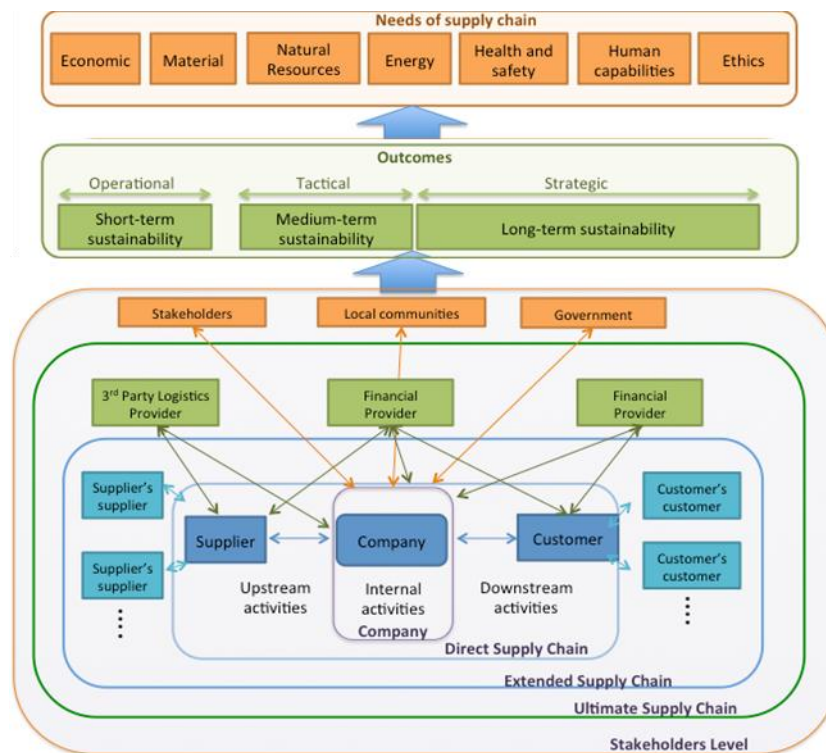 Needs of supply chain
Economic
Material
Natural
Resources
Energy
Health and
safety
Human
capabilities
Ethics
Outcomes
Operational
Tactical
Strategic
Short-term
sustainability
Medium-term
sustainability
Long-term sustainability
Stakeholders
Local communities
Government
3rd Party Logistics
Provider
Financial
Provider
Financial
Provider
Supplier's
supplier
Supplier's
supplier
Supplier
Company
Customer
Customer's
customer
Customer's
customer
Upstream
activities
Internal
activities
Downstream
activities
Company
Direct Supply Chain
Extended Supply Chain
Ultimate Supply Chain
Stakeholders Level